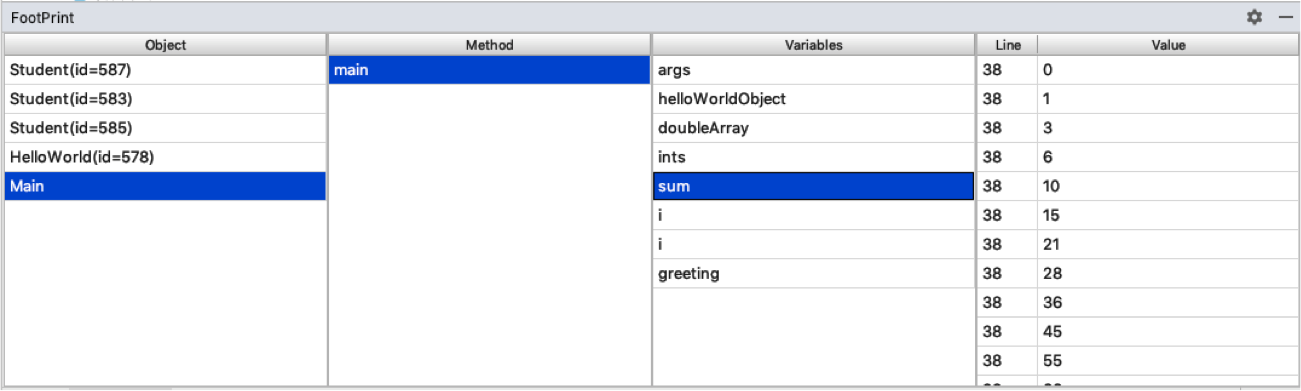 FootPrint
Object Method Variables Line Value
Student(id=587) main args 38 0
Student(id=583) helloWorldObject 38 1
Student(id=585) doubleArray 38 3
HelloWorld(id=578) ints 38 6
Main sum 38 10
i 38 15
i 38 21
greeting 38 28
38 36
38 45
38 55